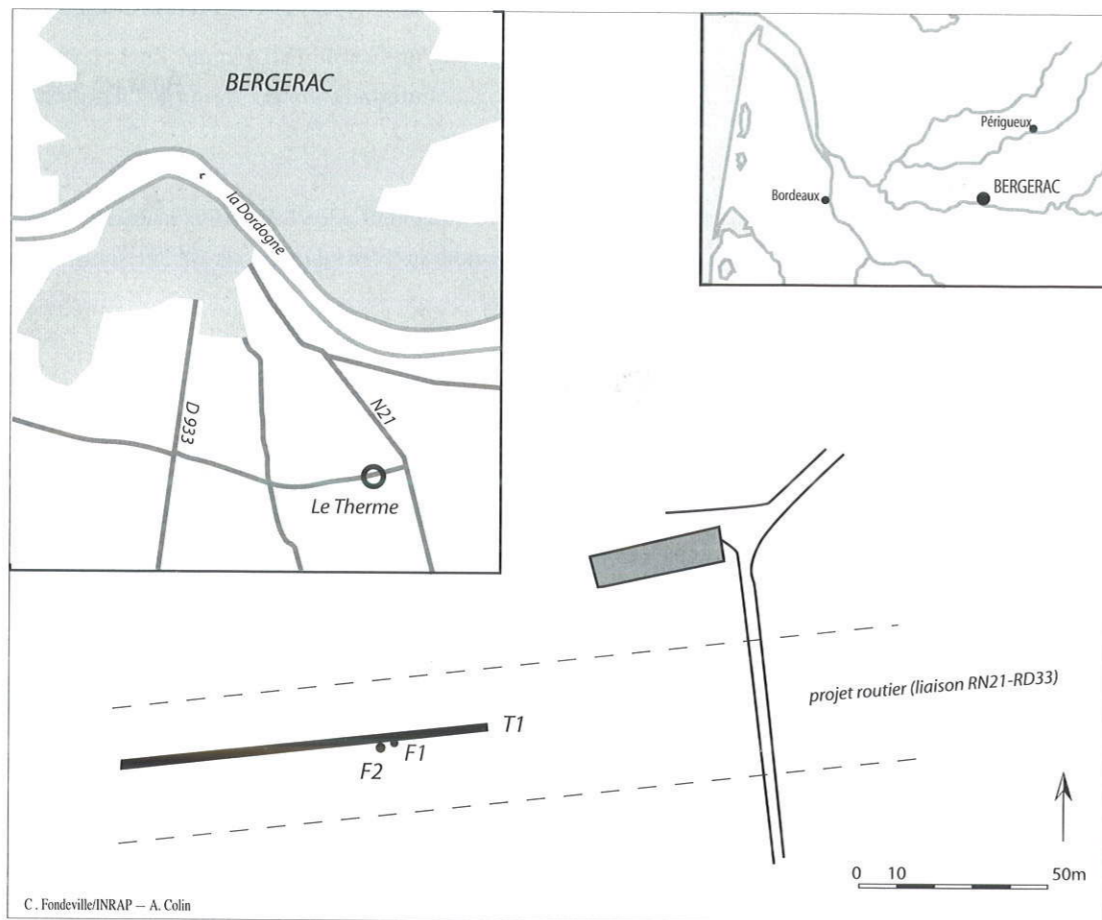 BERGERAC
la Dordogne
D 933
N21
Le Therme
Périgueux
BERGERAC
Bordeaux
projet routier (liaison RN21-RD33)
T1
F1
F2
0 10 50m
C . Fondeville/INRAP — A. Colin